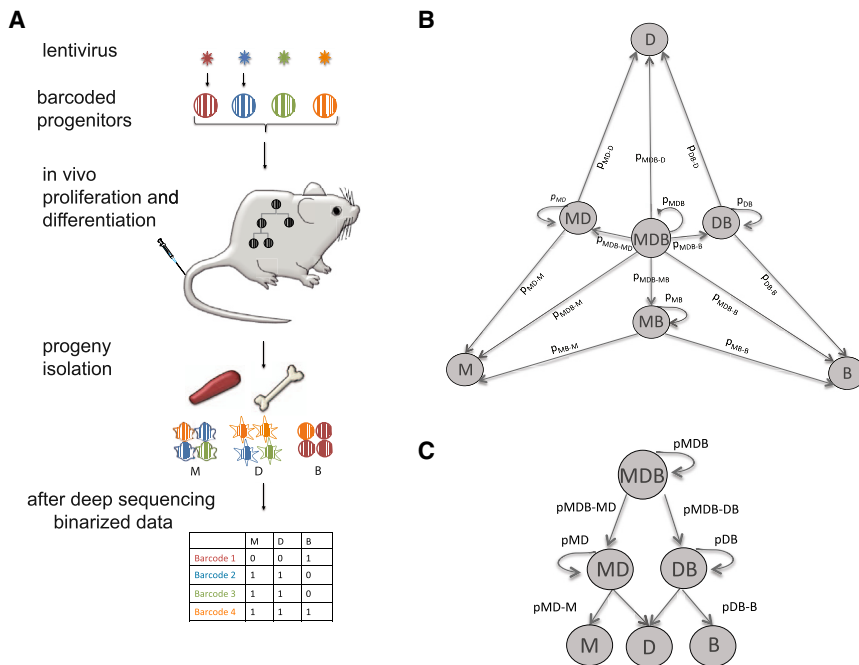 A
lentivirus
barcoded
progenitors
in vivo
proliferation and
differentiation
progeny
isolation
M D B
after deep sequencing
binarized data
M D B
Barcode 1 0 0 1
Barcode 2 1 1 0
Barcode 3 1 1 0
Barcode 4 1 1 1
B
D
pMD-D
pMDB-D
pDB-D
pMD
pMDB
pDB
MD
MDB
DB
pMDB-MD
pMDB-B
pMDB-MB
pMD-M
pMDB-M
pMDB-B
pDB-B
pMB
MB
pMB-M
pMB-B
M
B
C
pMDB
MDB
pMDB-MD
pMDB-DB
pMD
pDB
MD
DB
pMD-M
pDB-B
M
D
B